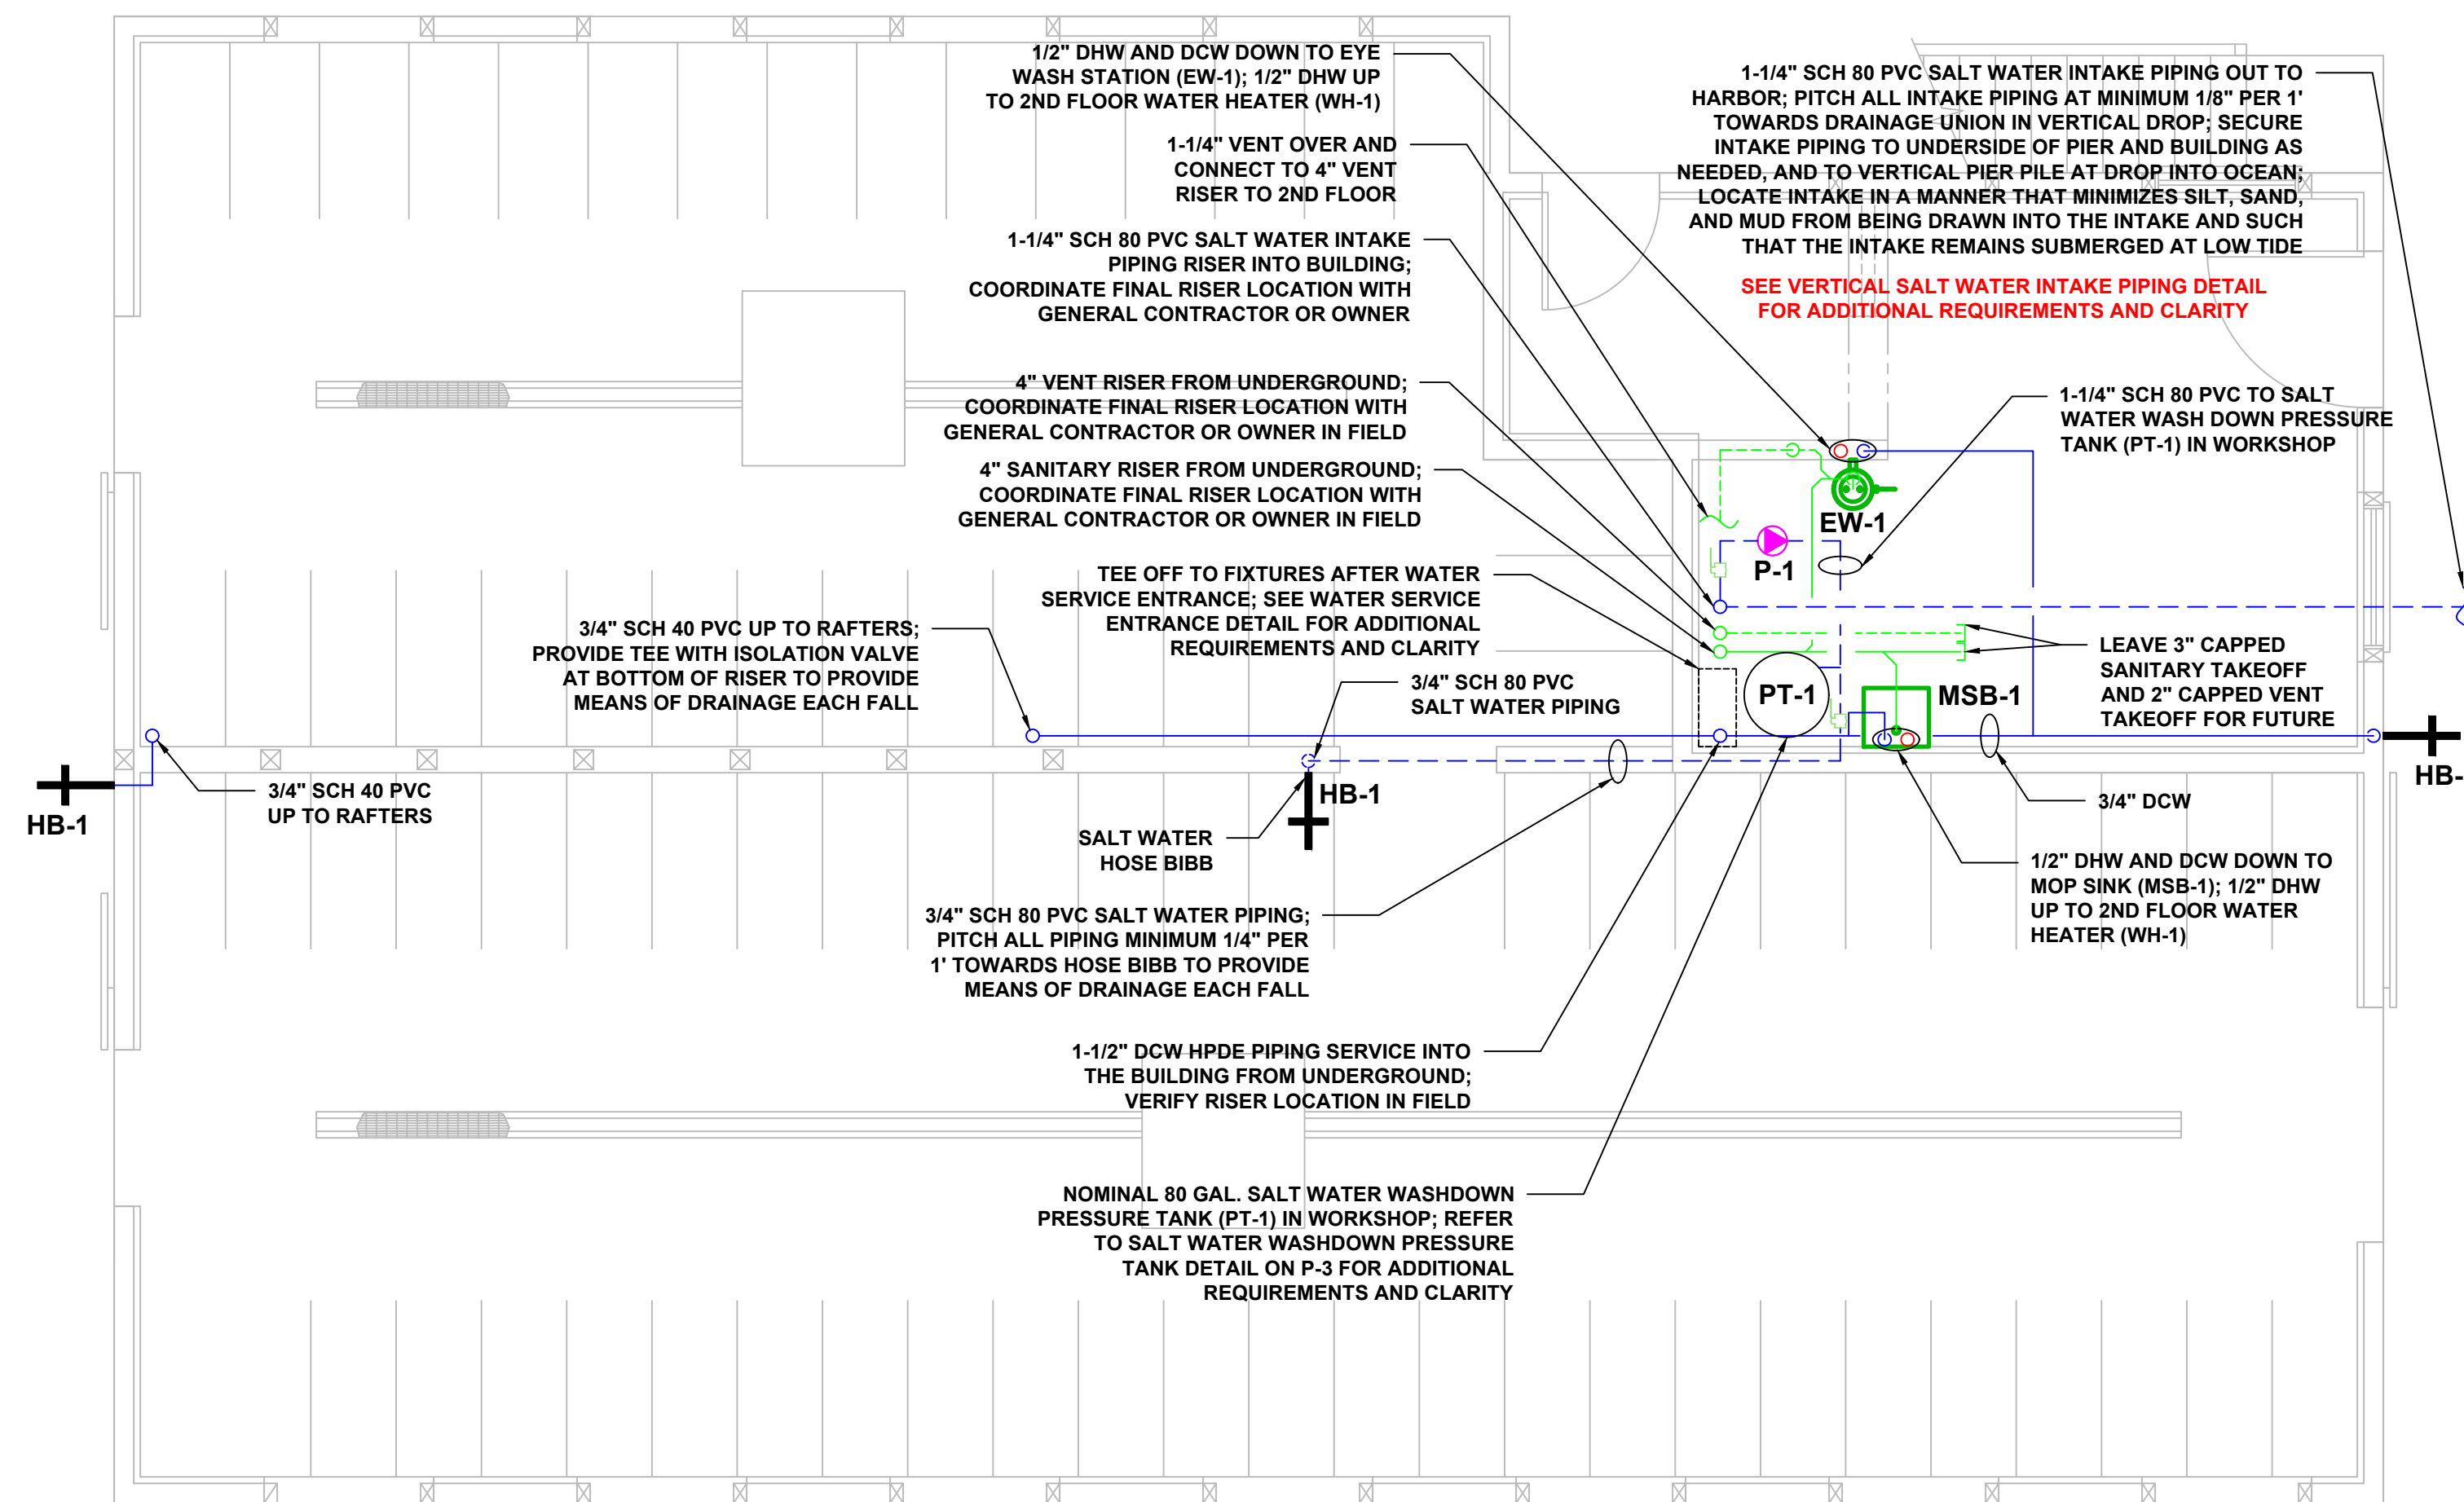 1/2" DHW AND DCW DOWN TO EYE
WASH STATION (EW-1); 1/2" DHW UP
TO 2ND FLOOR WATER HEATER (WH-1)
1-1/4" VENT OVER AND
CONNECT TO 4" VENT
RISER TO 2ND FLOOR
1-1/4" SCH 80 PVC SALT WATER INTAKE
PIPING RISER INTO BUILDING;
COORDINATE FINAL RISER LOCATION WITH
GENERAL CONTRACTOR OR OWNER
4" VENT RISER FROM UNDERGROUND;
COORDINATE FINAL RISER LOCATION WITH
GENERAL CONTRACTOR OR OWNER IN FIELD
4" SANITARY RISER FROM UNDERGROUND;
COORDINATE FINAL RISER LOCATION WITH
GENERAL CONTRACTOR OR OWNER IN FIELD
TEE OFF TO FIXTURES AFTER WATER
SERVICE ENTRANCE; SEE WATER SERVICE
ENTRANCE DETAIL FOR ADDITIONAL
REQUIREMENTS AND CLARITY
1-1/4" SCH 80 PVC SALT WATER INTAKE PIPING OUT TO
HARBOR; PITCH ALL INTAKE PIPING AT MINIMUM 1/8" PER 1'
TOWARDS DRAINAGE UNION IN VERTICAL DROP; SECURE
INTAKE PIPING TO UNDERSIDE OF PIER AND BUILDING AS
NEEDED, AND TO VERTICAL PIER PILE AT DROP INTO OCEAN;
LOCATE INTAKE IN A MANNER THAT MINIMIZES SILT, SAND,
AND MUD FROM BEING DRAWN INTO THE INTAKE AND SUCH
THAT THE INTAKE REMAINS SUBMERGED AT LOW TIDE
SEE VERTICAL SALT WATER INTAKE PIPING DETAIL
FOR ADDITIONAL REQUIREMENTS AND CLARITY
1-1/4" SCH 80 PVC TO SALT
WATER WASH DOWN PRESSURE
TANK (PT-1) IN WORKSHOP
EW-1
P-1
3/4" SCH 40 PVC UP TO RAFTERS;
PROVIDE TEE WITH ISOLATION VALVE
AT BOTTOM OF RISER TO PROVIDE
MEANS OF DRAINAGE EACH FALL
3/4" SCH 80 PVC
SALT WATER PIPING
PT-1
MSB-1
LEAVE 3" CAPPED
SANITARY TAKEOFF
AND 2" CAPPED VENT
TAKEOFF FOR FUTURE
HB-1
3/4" SCH 40 PVC
UP TO RAFTERS
HB-1
HB-
3/4" DCW
SALT WATER
HOSE BIBB
1/2" DHW AND DCW DOWN TO
MOP SINK (MSB-1); 1/2" DHW
UP TO 2ND FLOOR WATER
HEATER (WH-1)
3/4" SCH 80 PVC SALT WATER PIPING;
PITCH ALL PIPING MINIMUM 1/4" PER
1' TOWARDS HOSE BIBB TO PROVIDE
MEANS OF DRAINAGE EACH FALL
1-1/2" DCW HPDE PIPING SERVICE INTO
THE BUILDING FROM UNDERGROUND;
VERIFY RISER LOCATION IN FIELD
NOMINAL 80 GAL. SALT WATER WASHDOWN
PRESSURE TANK (PT-1) IN WORKSHOP; REFER
TO SALT WATER WASHDOWN PRESSURE
TANK DETAIL ON P-3 FOR ADDITIONAL
REQUIREMENTS AND CLARITY